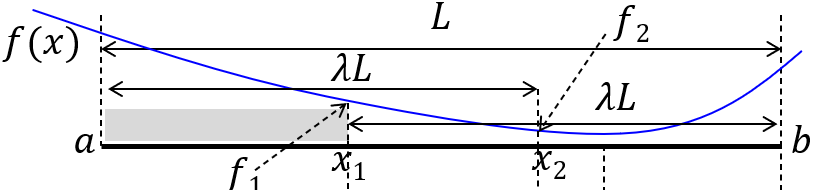 L
f(x)
f₂
λL
λL
a
b
f₁
x₁
x₂